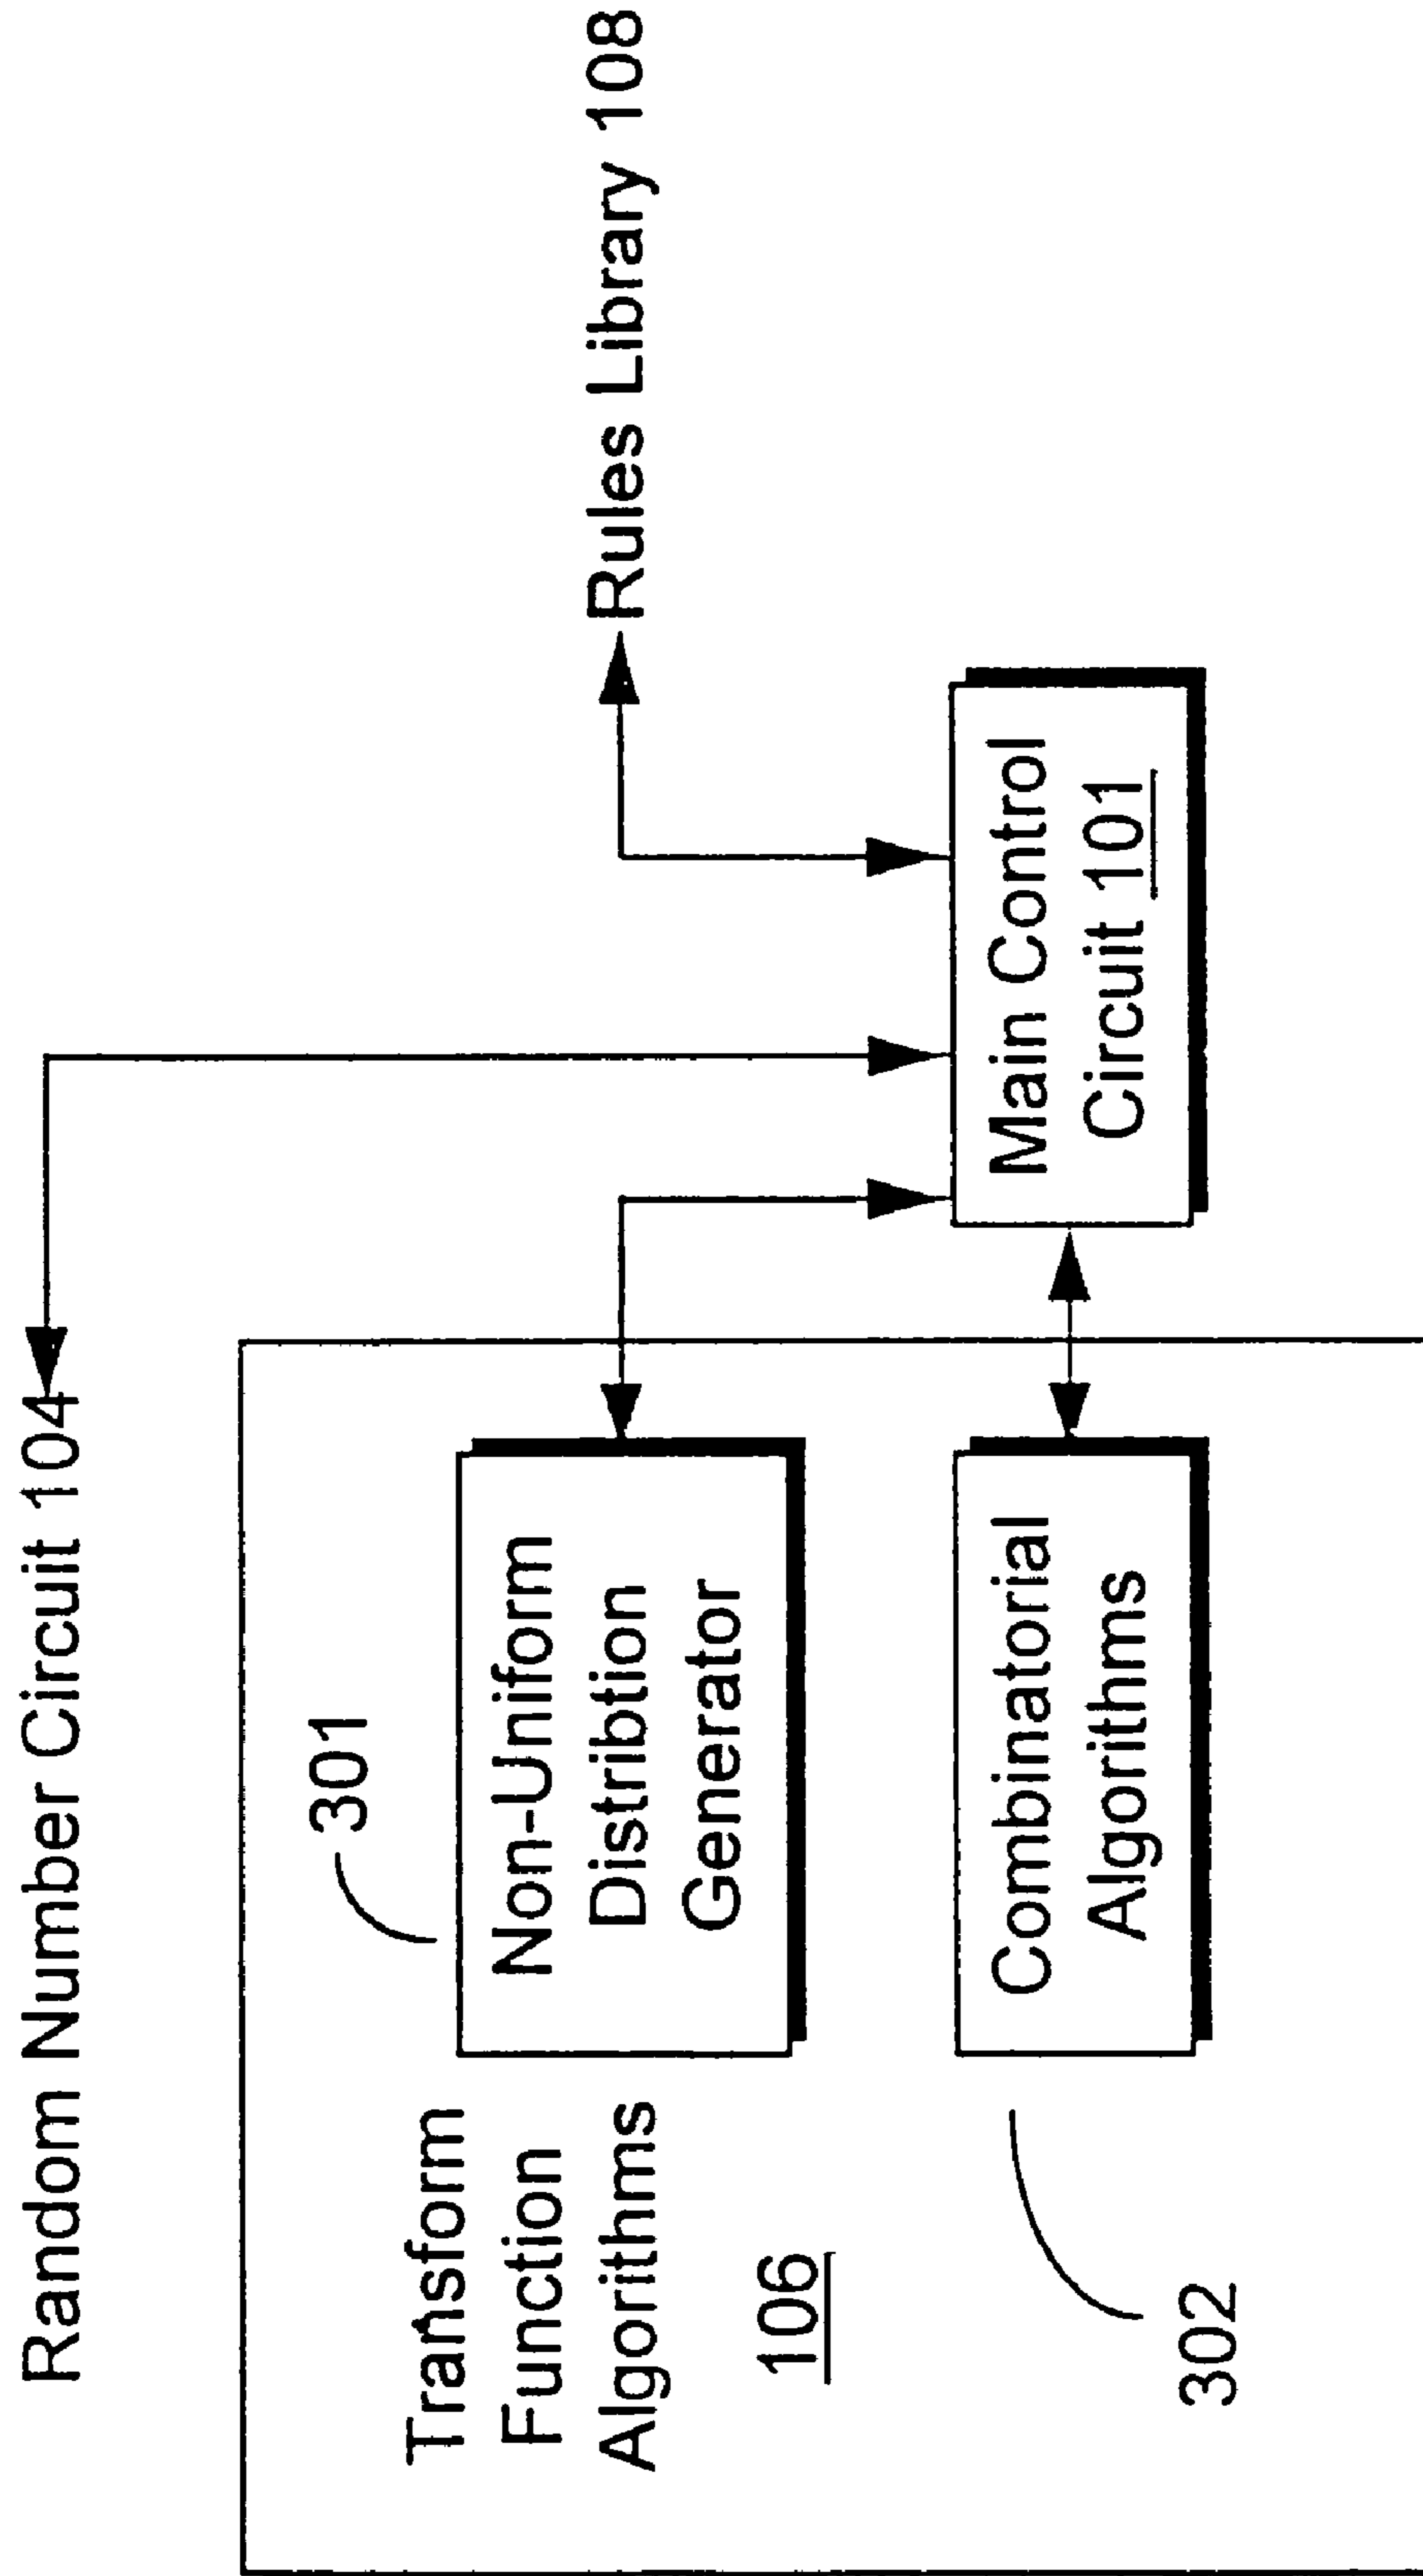 Random Number Circuit 104
301
Transform
Function
Algorithms
106
Non-Uniform
Distribtion
Generator
Rules Library 108
Combinatorial
Algorithms
Main Control
Circuit 101
302